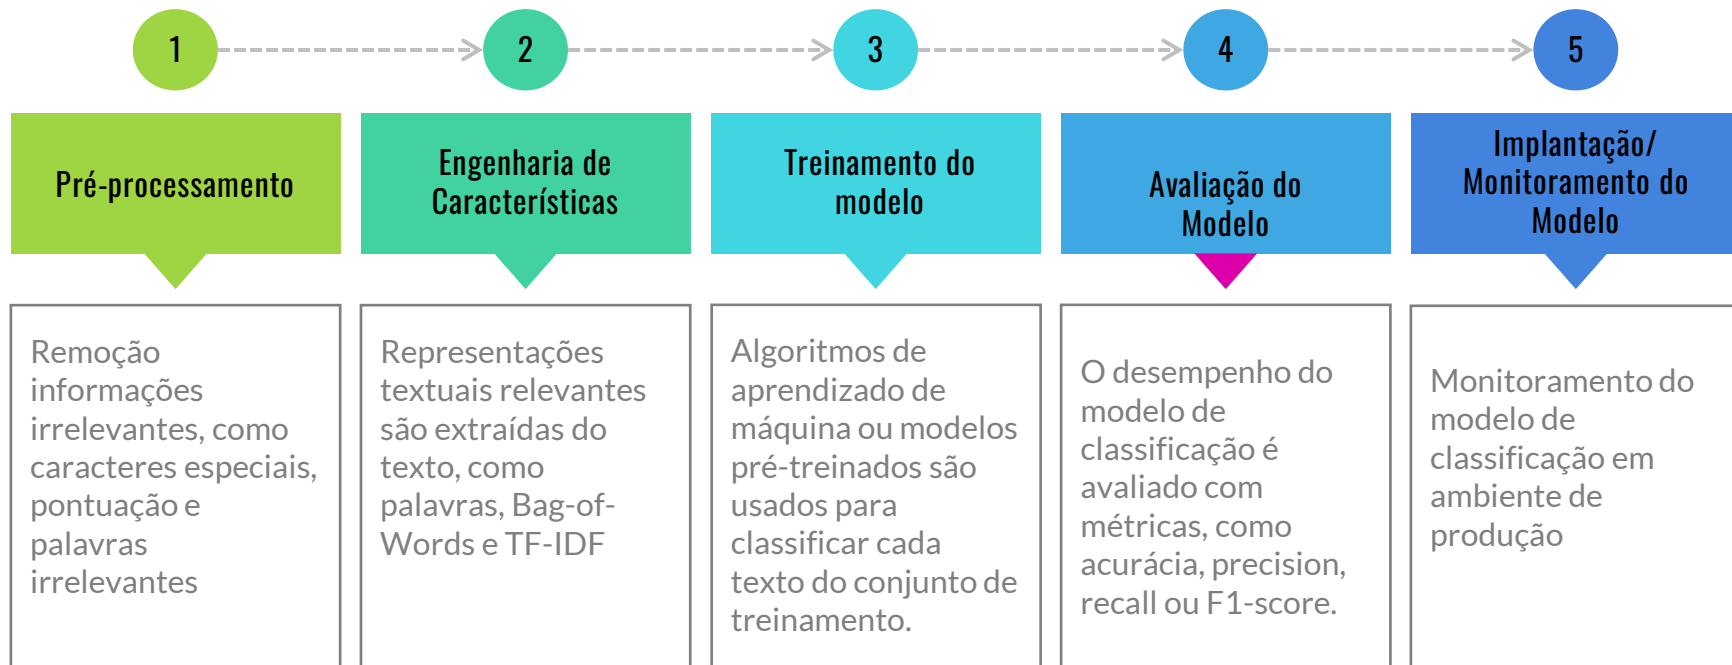 1
2
3
4
5
Pré-processamento
Engenharia de
Características
Treinamento do
modelo
Avaliação do
Modelo
Implantação/
Monitoramento do
Modelo
Remoção
informações
irrelevantes, como
caracteres especiais,
pontuação e
palavras
irrelevantes
Representações
textuais relevantes
são extraídas do
texto, como
palavras, Bag-of-
Words e TF-IDF
Algoritmos de
aprendizado de
máquina ou modelos
pré-treinados são
usados para
classificar cada
texto do conjunto de
treinamento.
O desempenho do
modelo de
classificação é
avaliado com
métricas, como
acurácia, precision,
recall ou F1-score.
Monitoramento do
modelo de
classificação em
ambiente de
produção